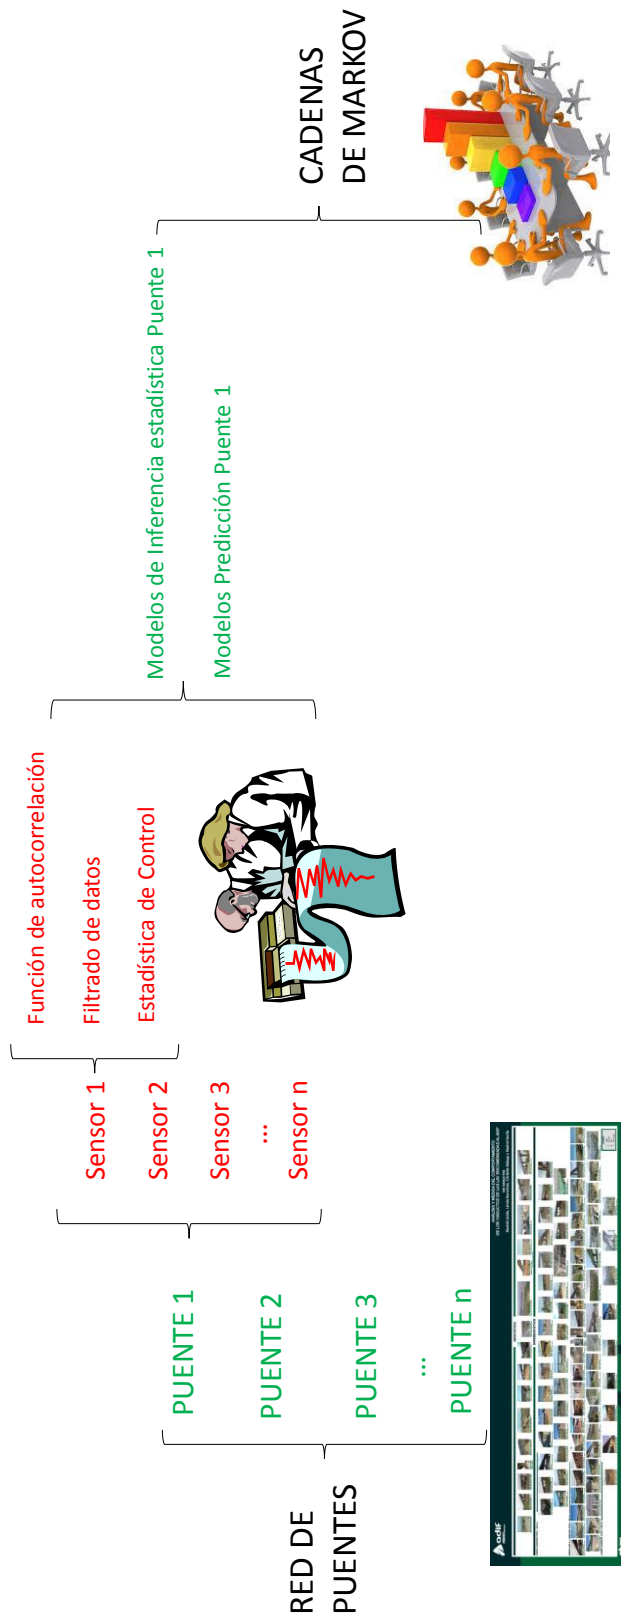 RED DE
PUENTES
PUENTE 1
PUENTE 2
PUENTE 3
...
PUENTE n
Sensor 1
Sensor 2
Sensor 3
...
Sensor n
Función de autocorrelación
Filtrado de datos
Estadística de Control
Modelos de Inferencia estadística Puente 1
Modelos Predicción Puente 1
CADENAS
DE MARKOV
adif